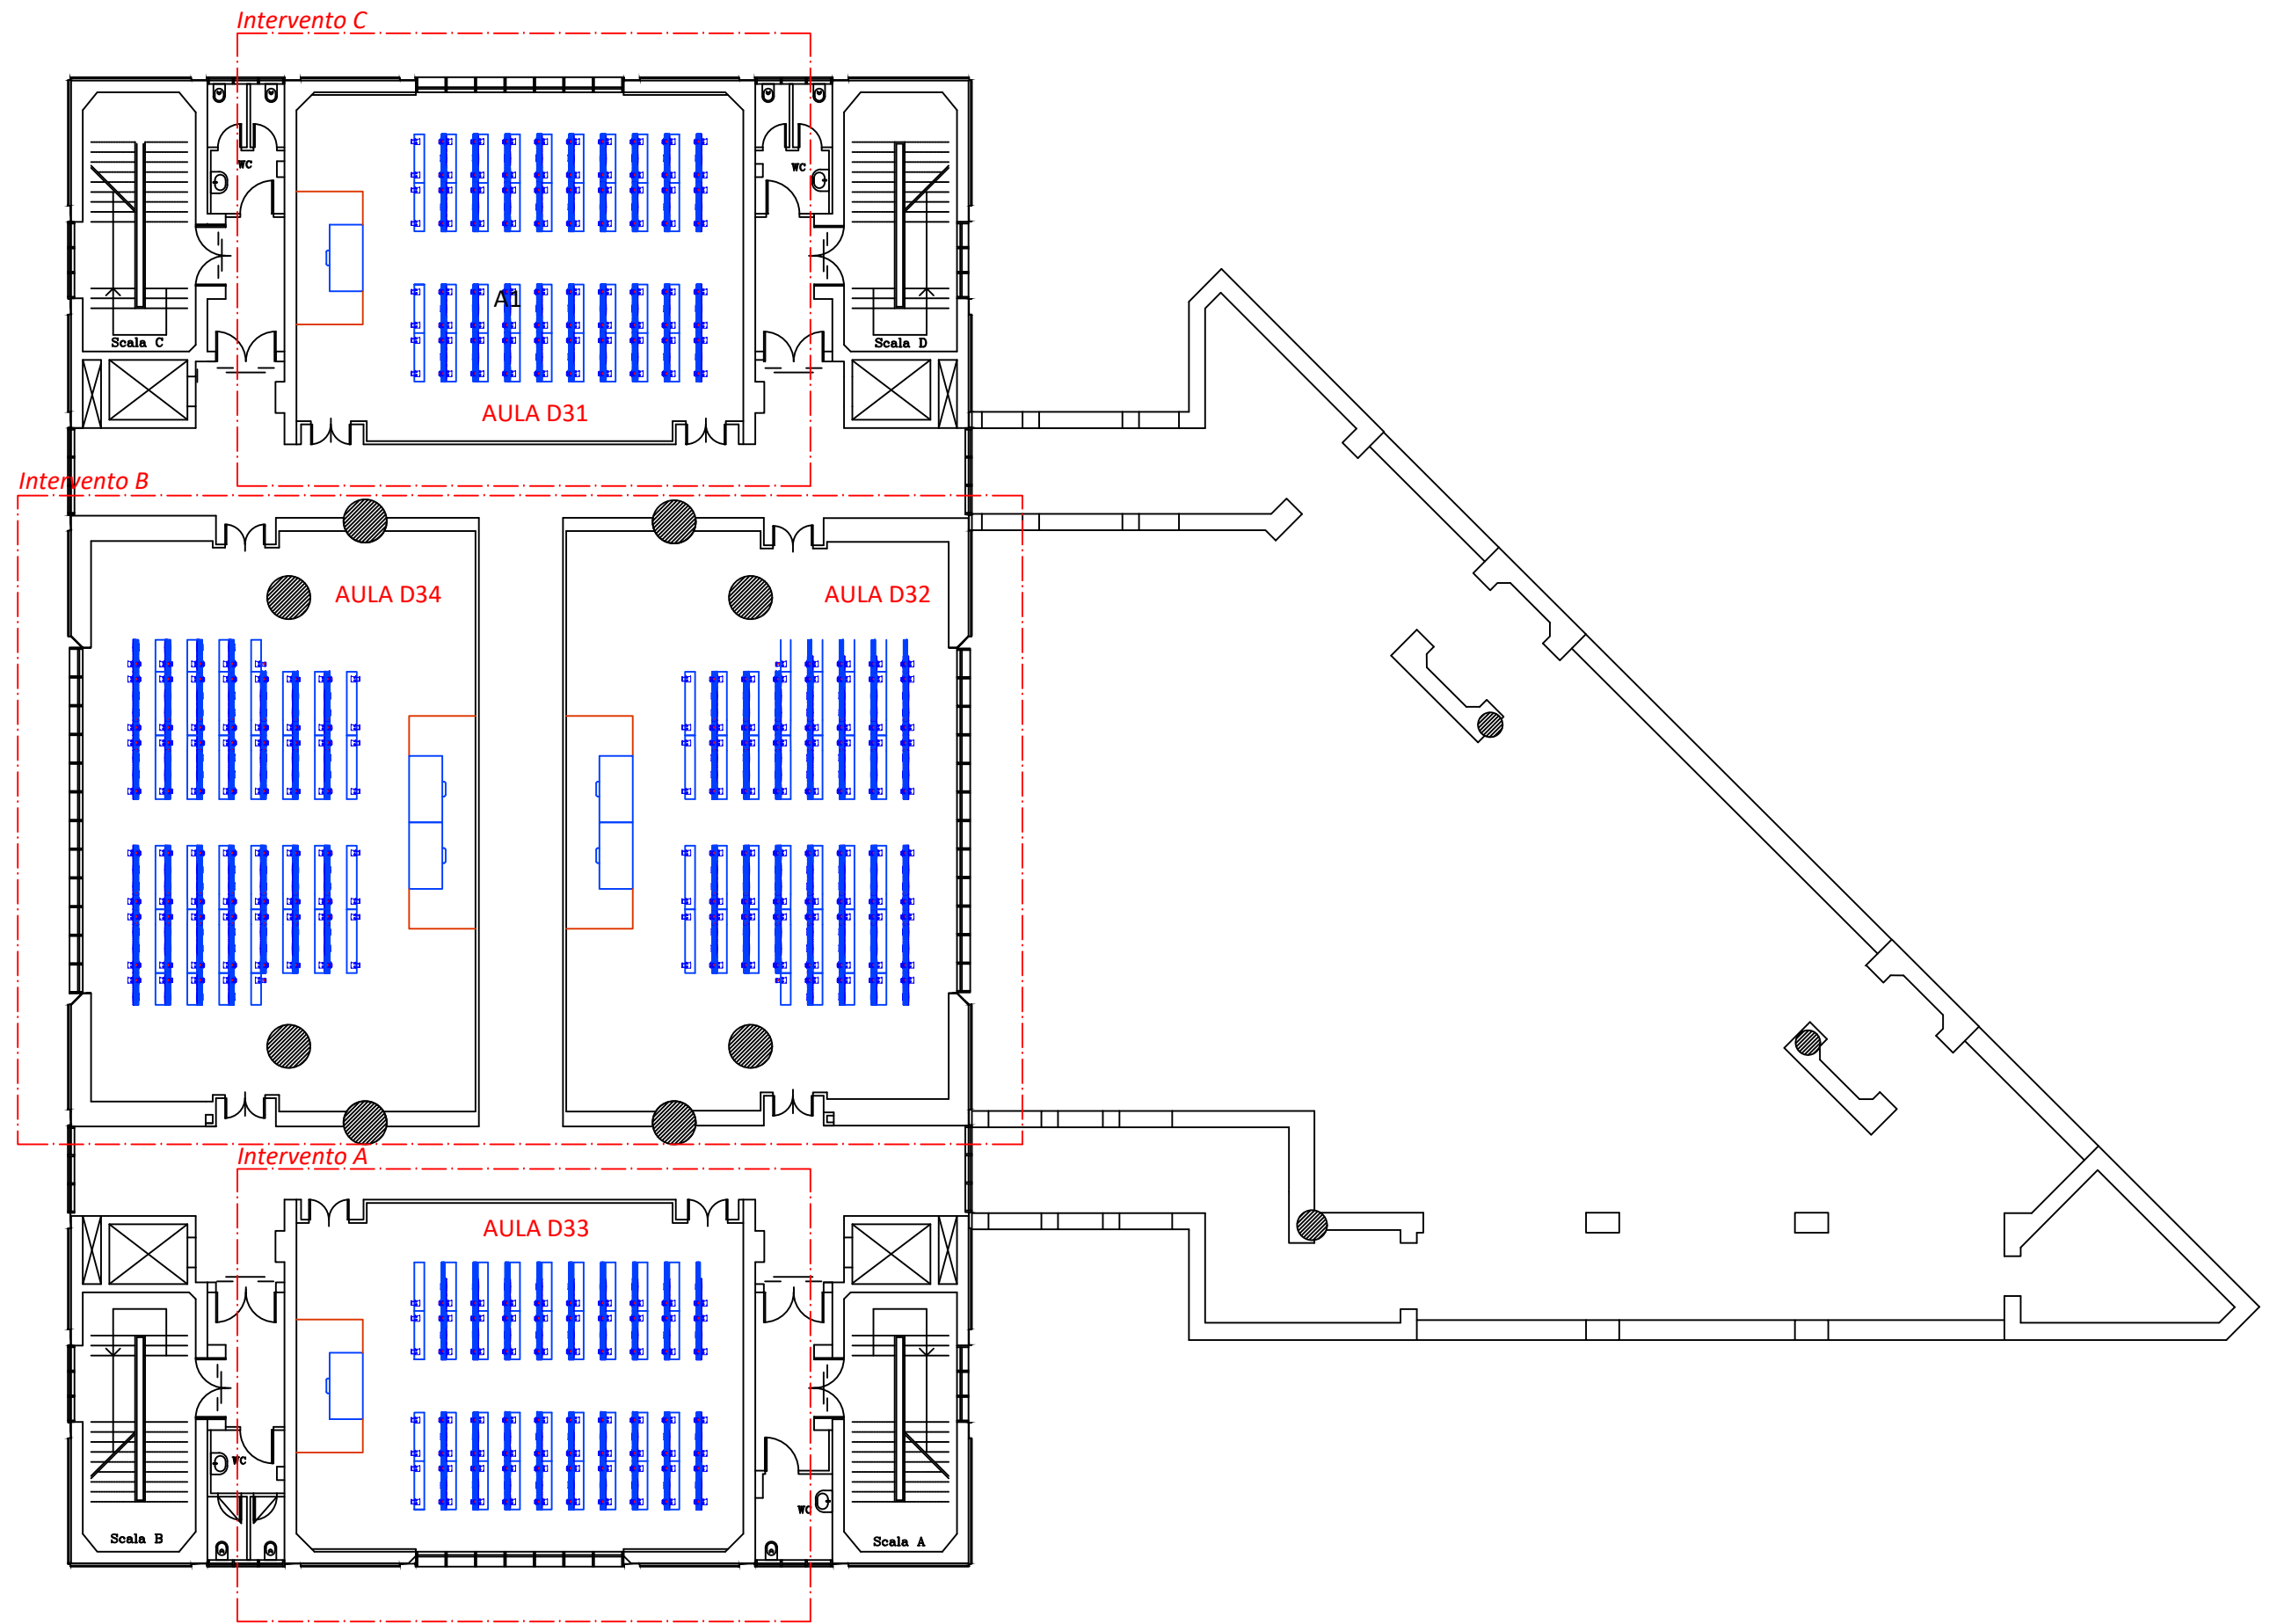 Intervento C
WC
WC
A1
Scala C
Scala D
AULA D31
Intervento B
AULA D34
AULA D32
Intervento A
AULA D33
WC
WC
Scala B
Scala A